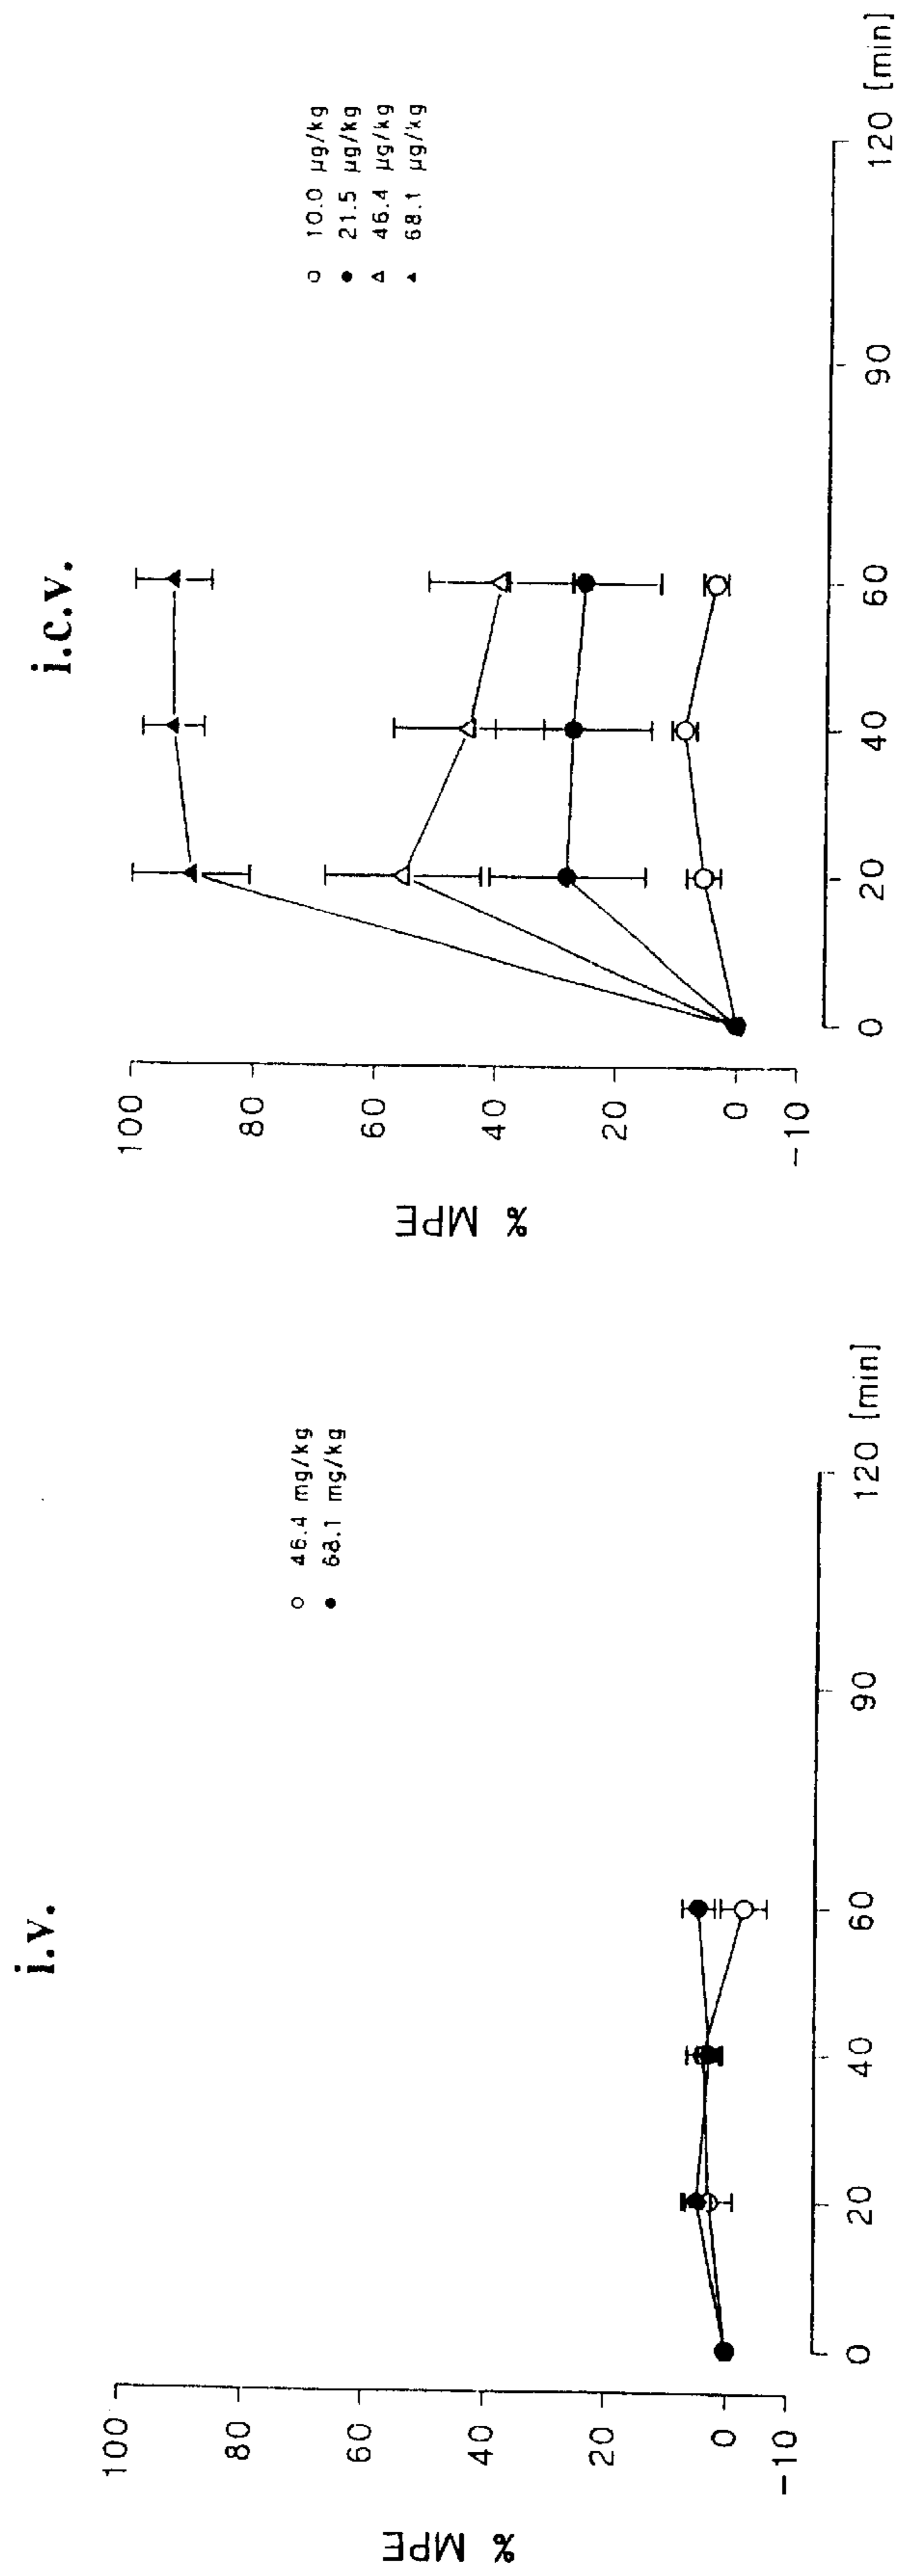 i.v.
% MPE
100
80
60
40
20
0
-10
46.4 mg/kg
68.1 mg/kg
0 20 40 60 90 120 [min]
i.c.v.
% MPE
100
80
60
40
20
0
-10
10.0 µg/kg
21.5 µg/kg
46.4 µg/kg
68.1 µg/kg
0 20 40 60 90 120 [min]